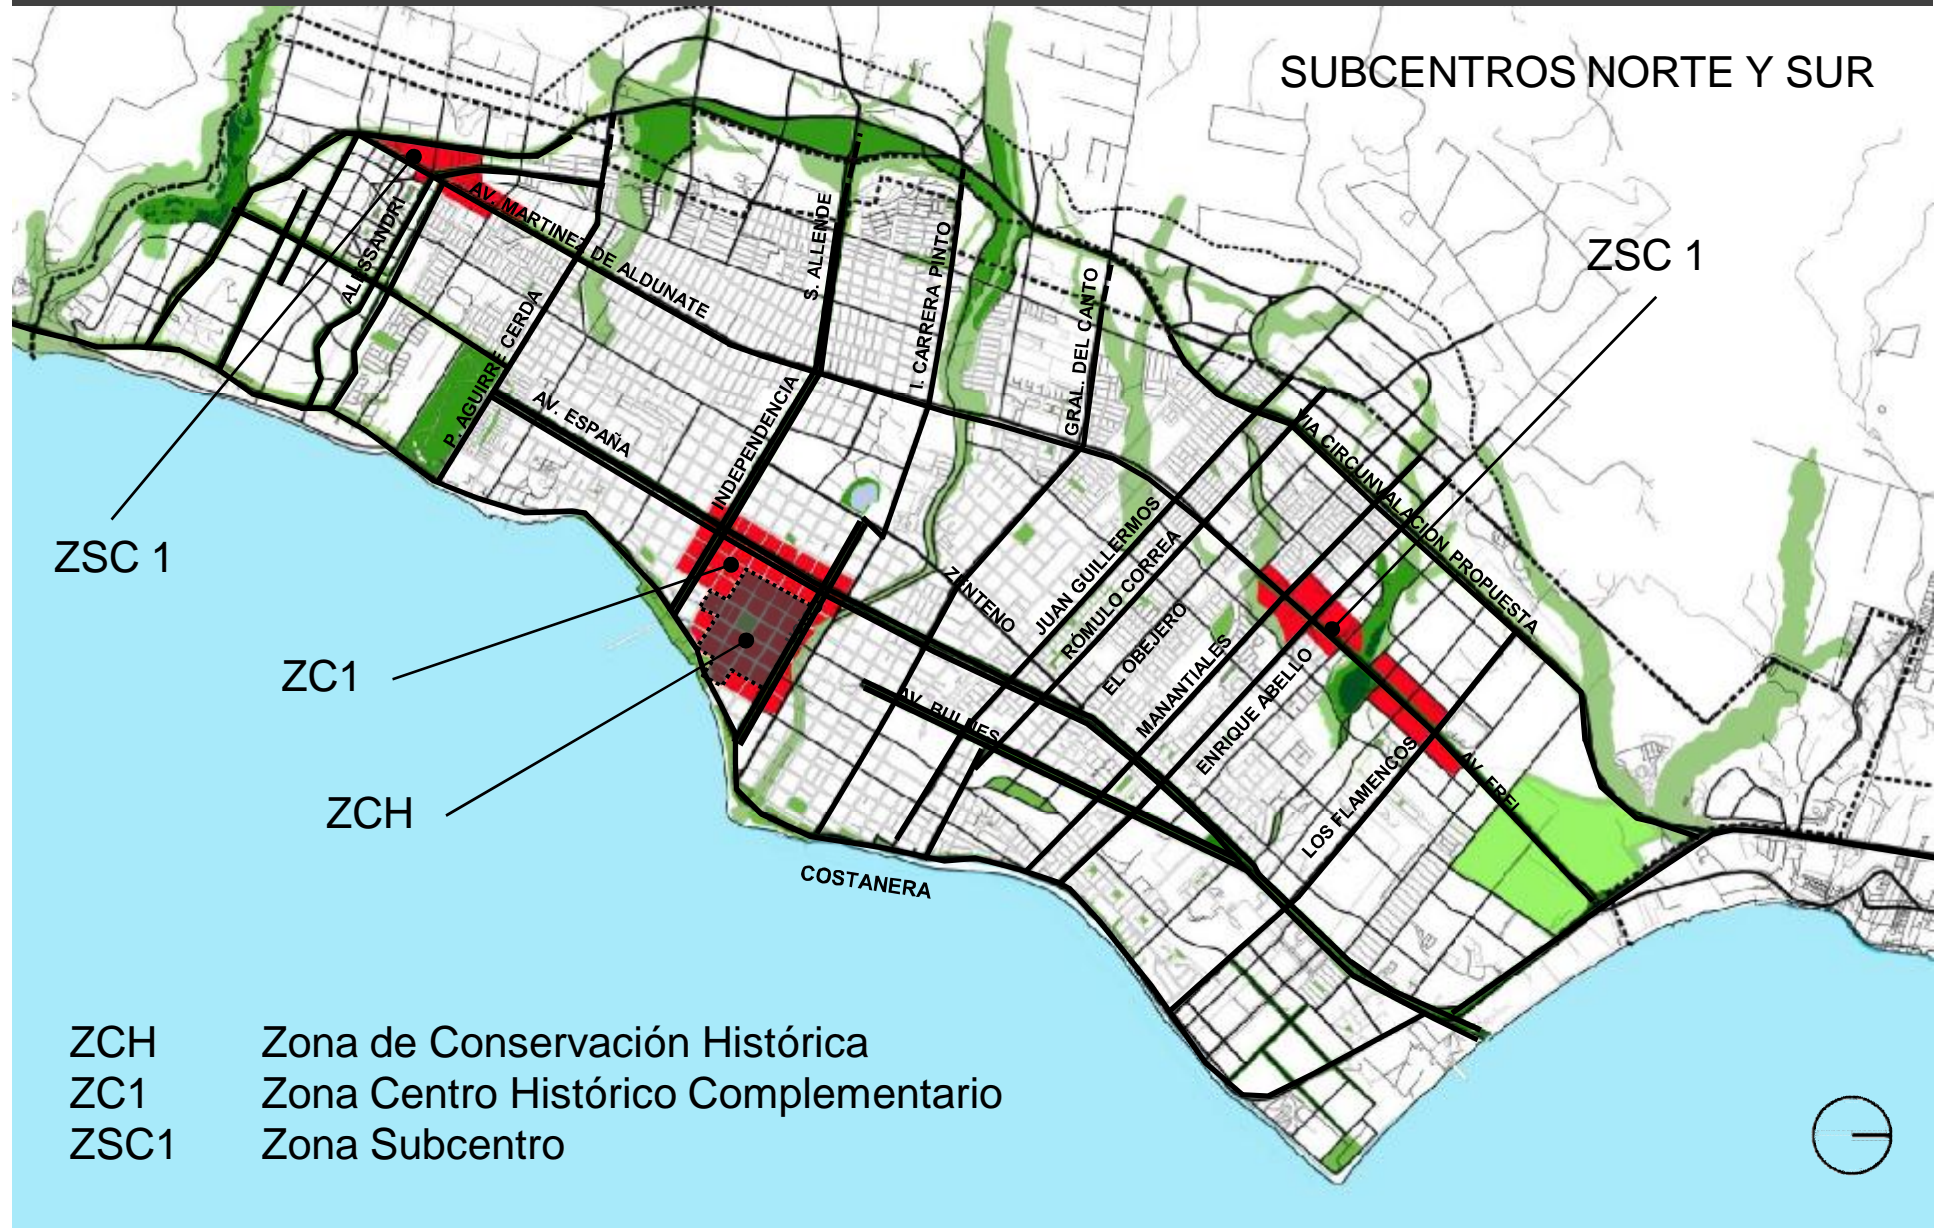 SUBCENTROS NORTE Y SUR
ZSC 1
AV. MARTINEZ DE ALDUNATE
ALESSANDRI
S. ALLENDE
I. CARRERA PINTO
GRAL. DEL CANTO
P. AGUIRRE CERDA
AV. ESPAÑA
INDEPENDENCIA
VIA CIRCUNVALACION PROPUESTA
ZSC 1
ZENTENO
JUAN GUILLERMOS
RÓMULO CORREA
EL OBEJERO
MANANTIALES
ENRIQUE ABELLO
ZC1
AV. BULNES
LOS FLAMENCOS
AV. FREI
ZCH
COSTANERA
ZCH Zona de Conservación Histórica
ZC1 Zona Centro Histórico Complementario
ZSC1 Zona Subcentro